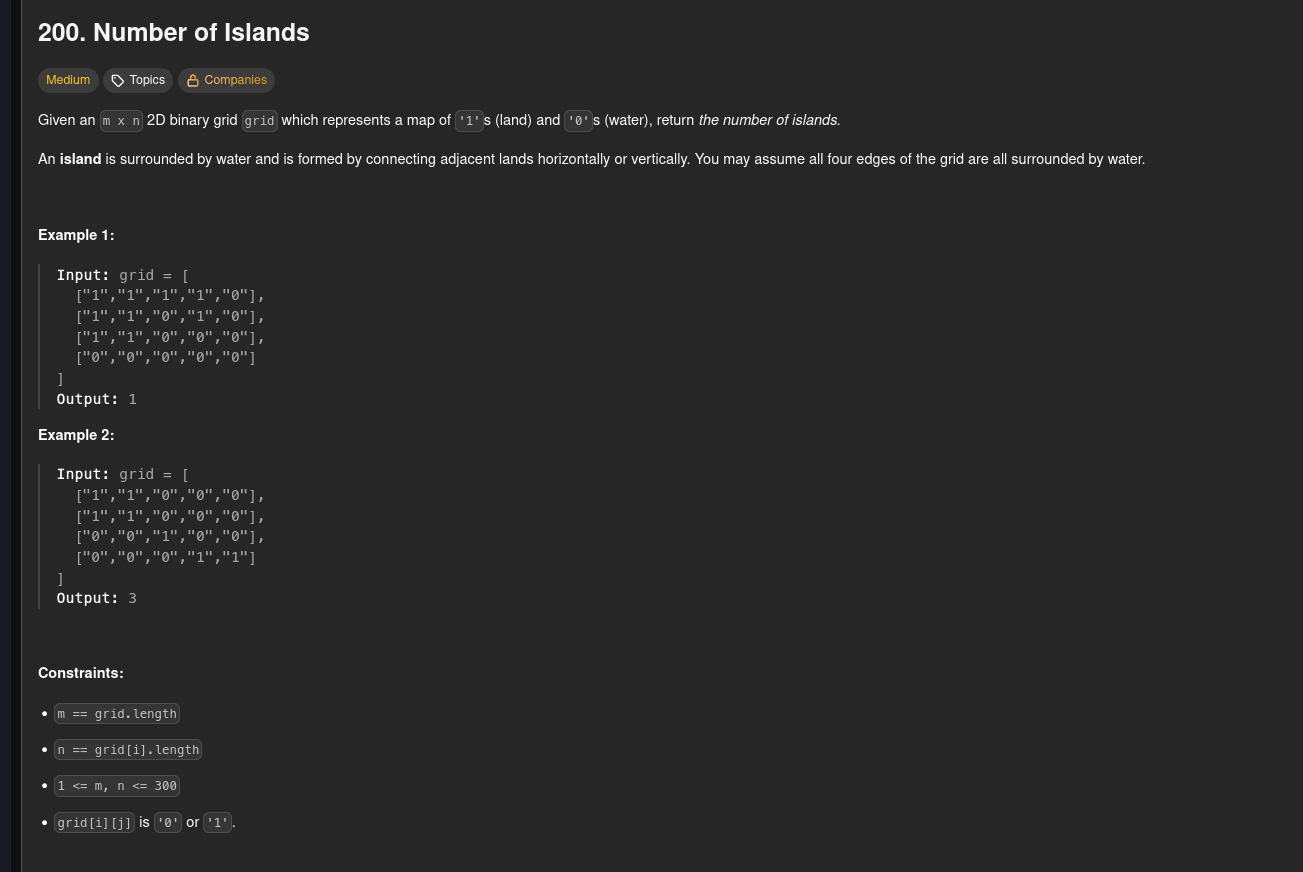 200. Number of Islands
Medium Topics Companies
Given an m x n 2D binary grid grid which represents a map of '1's (land) and '0's (water), return the number of islands.
An island is surrounded by water and is formed by connecting adjacent lands horizontally or vertically. You may assume all four edges of the grid are all surrounded by water.
Example 1:
Input: grid = [
["1","1","1","1","0"],
["1","1","0","1","0"],
["1","1","0","0","0"],
["0","0","0","0","0"]
]
Output: 1
Example 2:
Input: grid = [
["1","1","0","0","0"],
["1","1","0","0","0"],
["0","0","1","0","0"],
["0","0","0","1","1"]
]
Output: 3
Constraints:
• m == grid.length
• n == grid[i].length
• 1 <= m, n <= 300
• grid[i][j] is '0' or '1'.